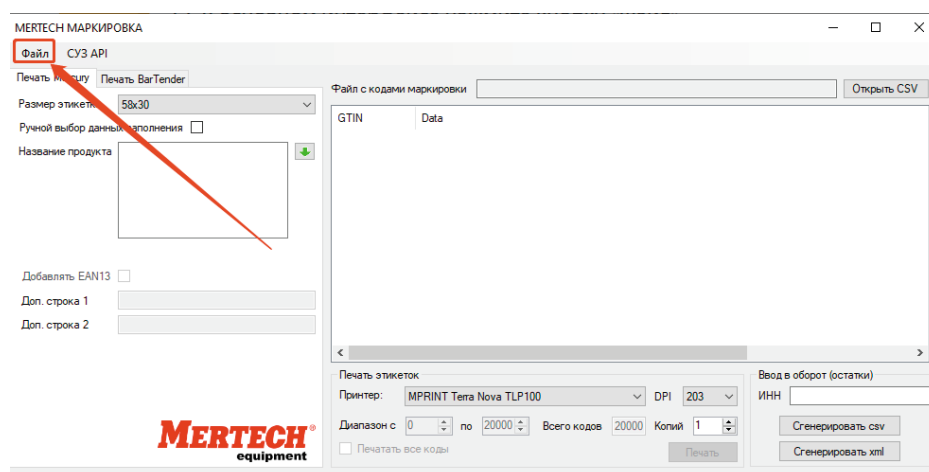 MERTECH МАРКИРОВКА
Файл СУЗ API
Печать Mercury Печать BarTender
Размер этикетки 58x30
Ручной выбор данных заполнения
Название продукта
Добавлять EAN13
Доп. строка 1
Доп. строка 2
MERTECH®
equipment
Файл с кодами маркировки Открыть CSV
GTIN Data
Печать этикеток
Принтер: MPRINT Terra Nova TLP100 DPI 203
Диапазон с 0 по 20000 Всего кодов 20000 Копий 1
Печатать все коды Печать
Ввод в оборот (остатки)
ИНН
Сгенерировать csv
Сгенерировать xml